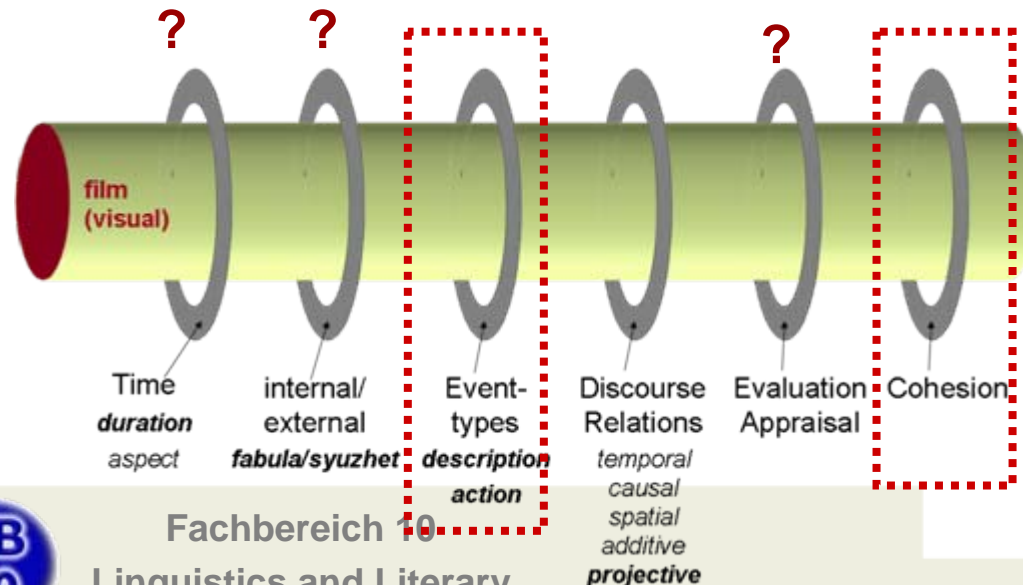 ?
?
?
film
(visual)
Time
duration
aspect
internal/
external
fabula/syuzhet
Event-
types
description
action
Discourse
Relations
temporal
causal
spatial
additive
projective
Evaluation
Appraisal
Cohesion
B
Fachbereich 10
Linguistics and Literary